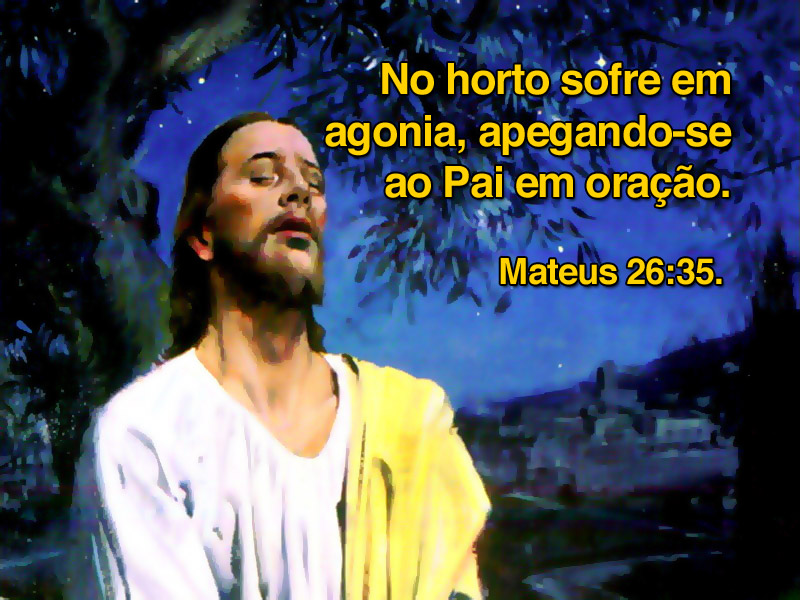 No horto sofre em
agonia, apegando-se
ao Pai em oração.
Mateus 26:35.